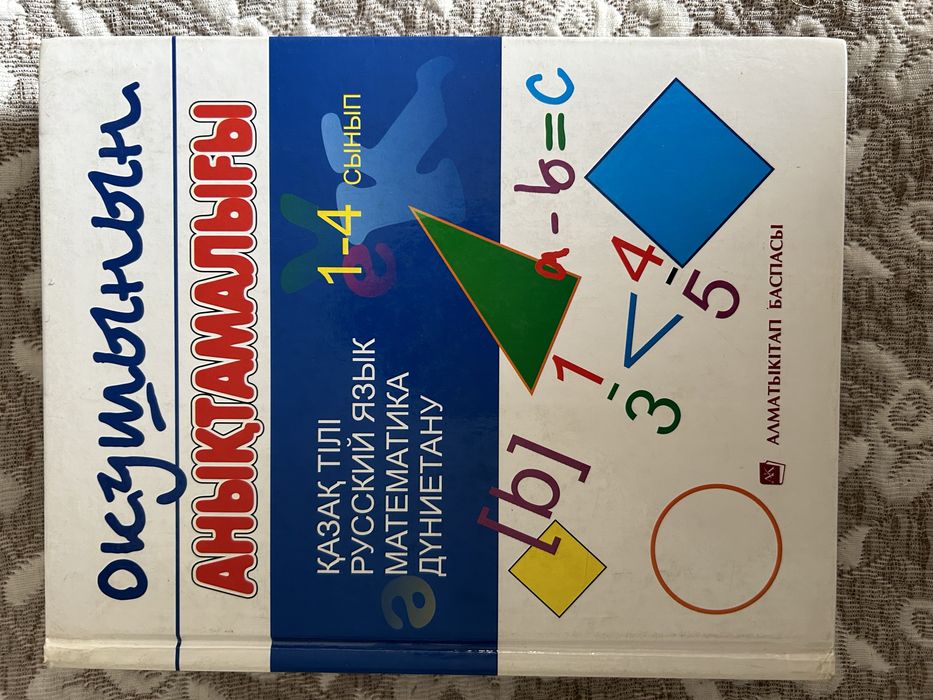 оқушының
АНЫҚТАМАЛЫҒЫ
ҚАЗАҚ ТІЛІ
РУССКИЙ ЯЗЫК
МАТЕМАТИКА
ДҮНИЕТАНУ
1-4 СЫНЫП
ә
[b]
a - b = c
1/3 < 4/5
АЛМАТЫКІТАП БАСПАСЫ